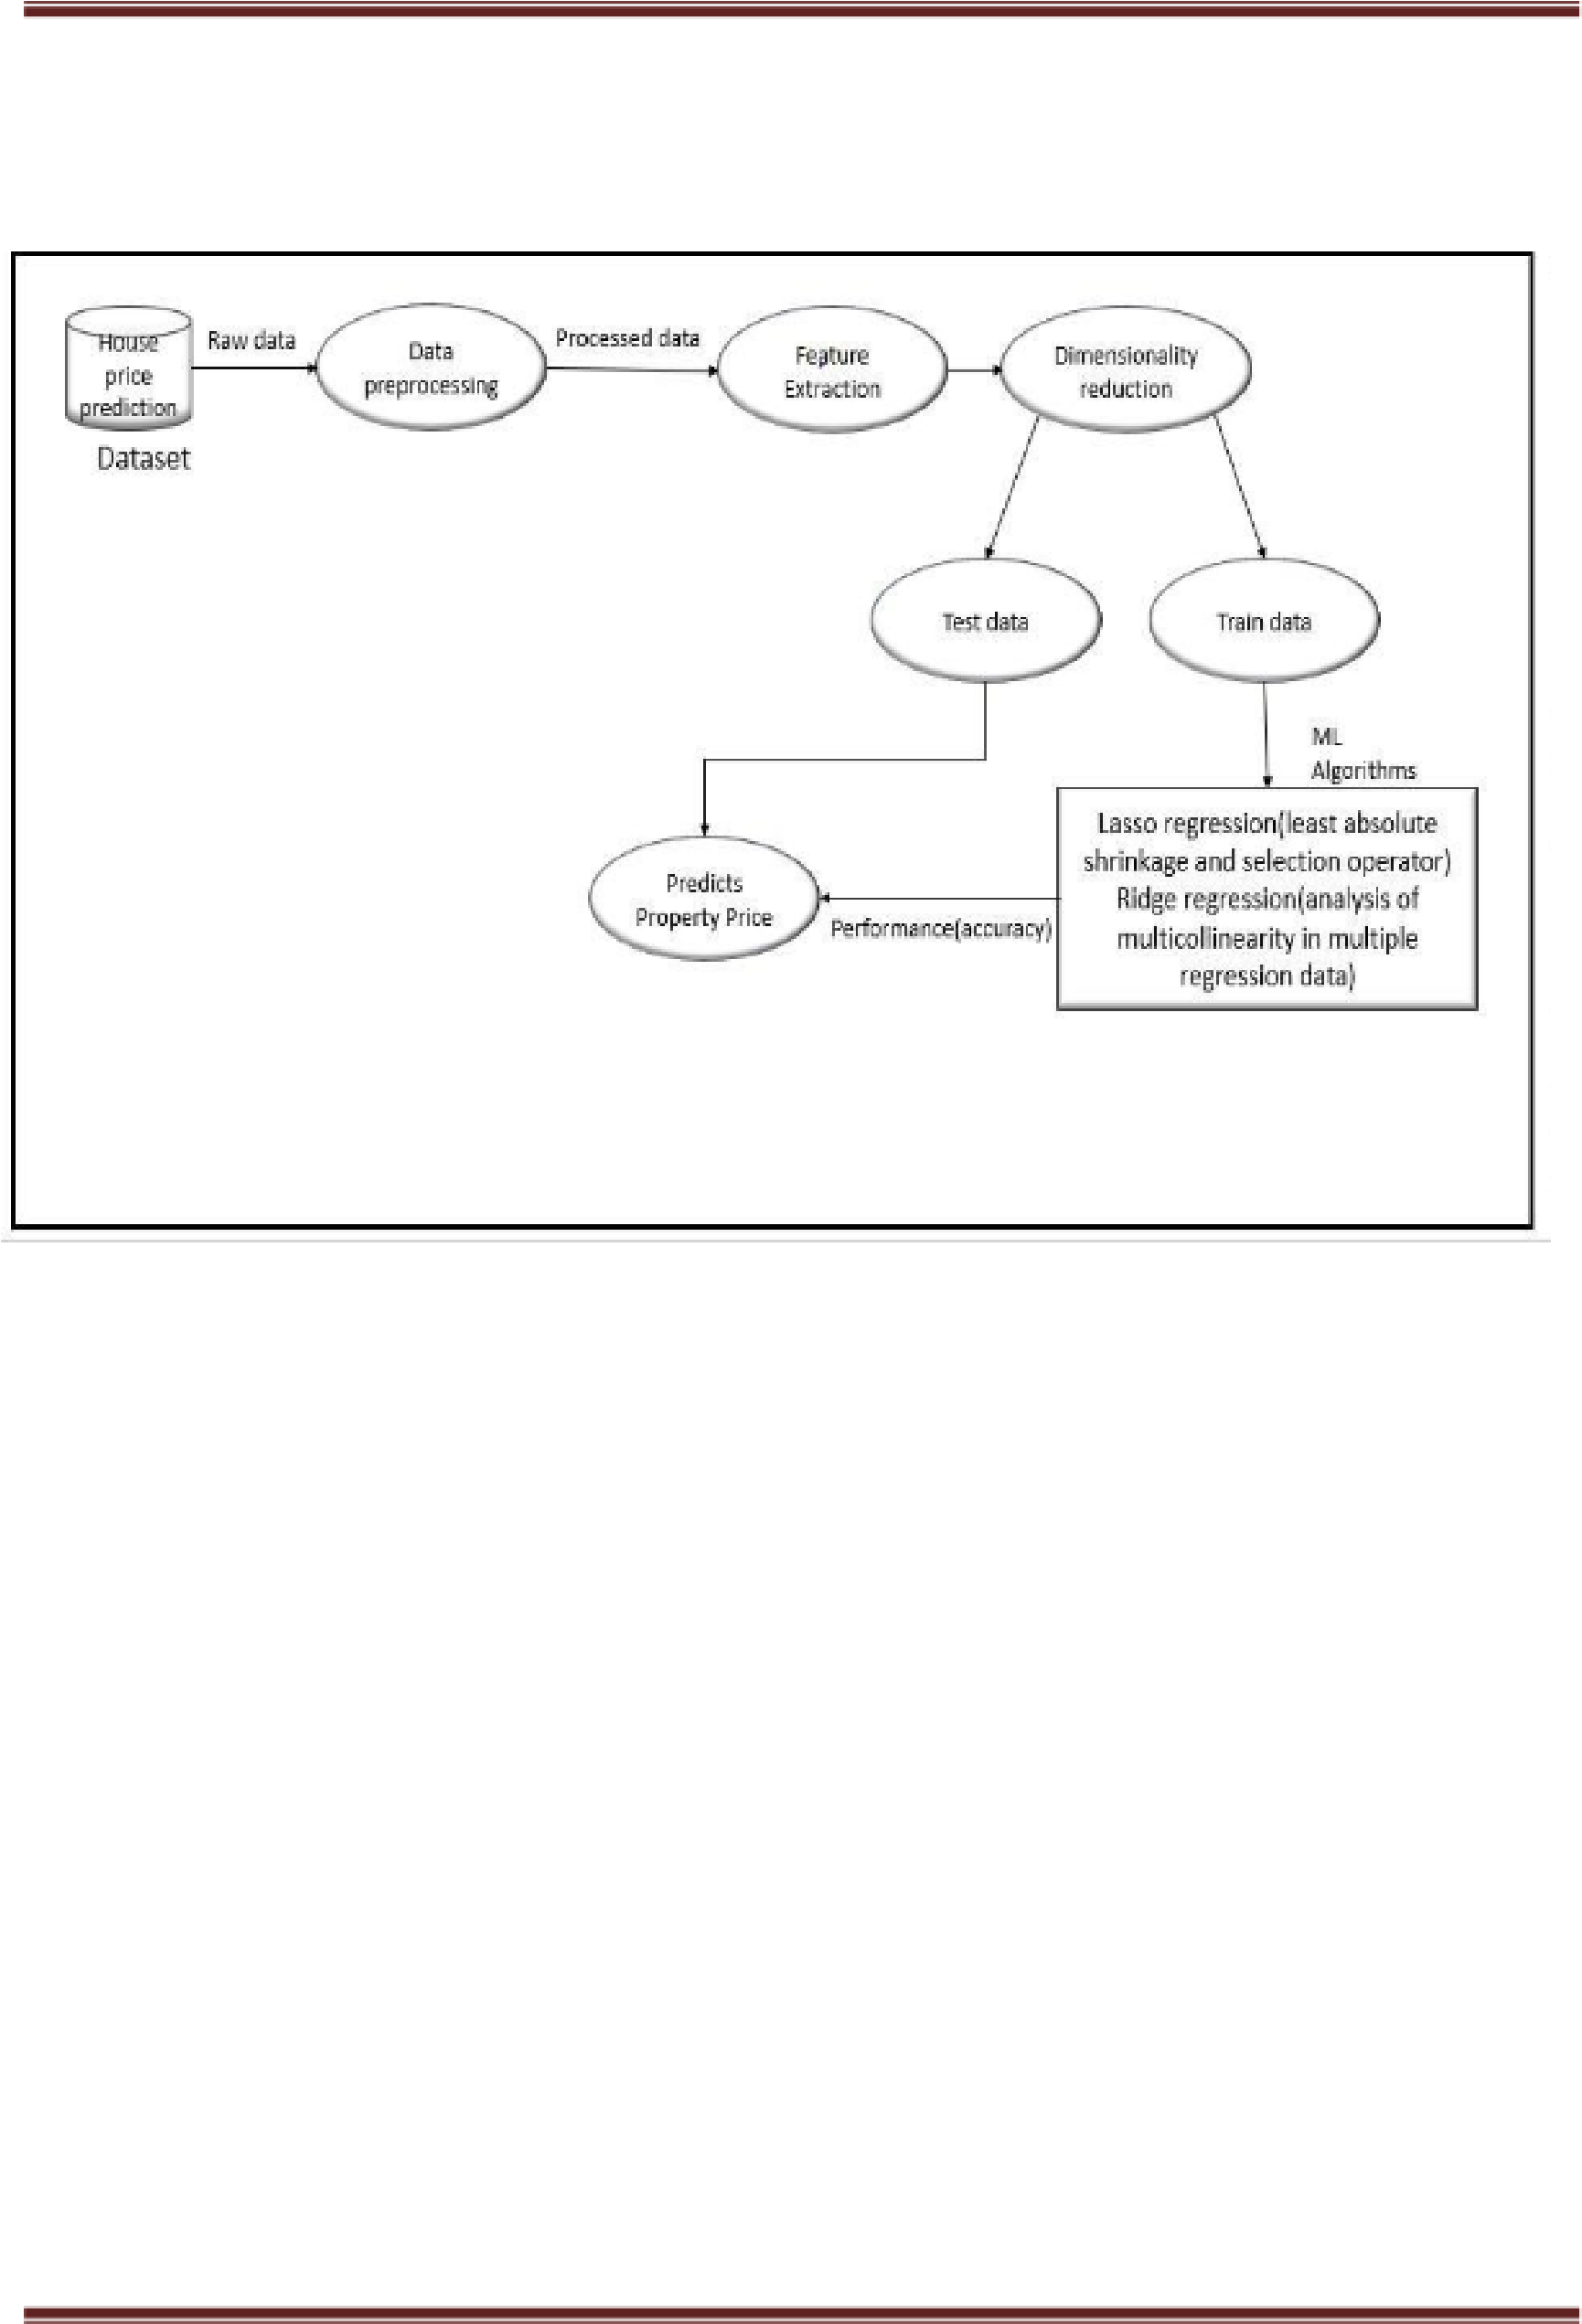 House
price
prediction
Dataset
Raw data
Data
preprocessing
Processed data
Feature
Extraction
Dimensionality
reduction
Test data
Train data
ML
Algorithms
Lasso regression(least absolute
shrinkage and selection operator)
Ridge regression(analysis of
multicollinearity in multiple
regression data)
Performance(accuracy)
Predicts
Property Price